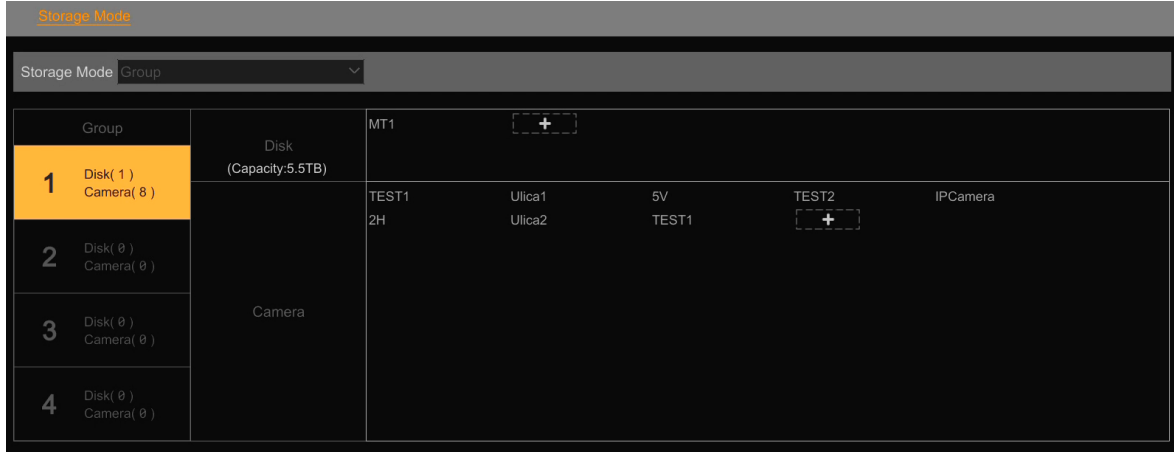 Storage Mode
Storage Mode Group
Group
1
Disk( 1 )
Camera( 8 )
2
Disk( 0 )
Camera( 0 )
3
Disk( 0 )
Camera( 0 )
4
Disk( 0 )
Camera( 0 )
Disk
(Capacity:5.5TB)
MT1 +
Camera
TEST1 Ulica1 5V TEST2 IPCamera
2H Ulica2 TEST1 +